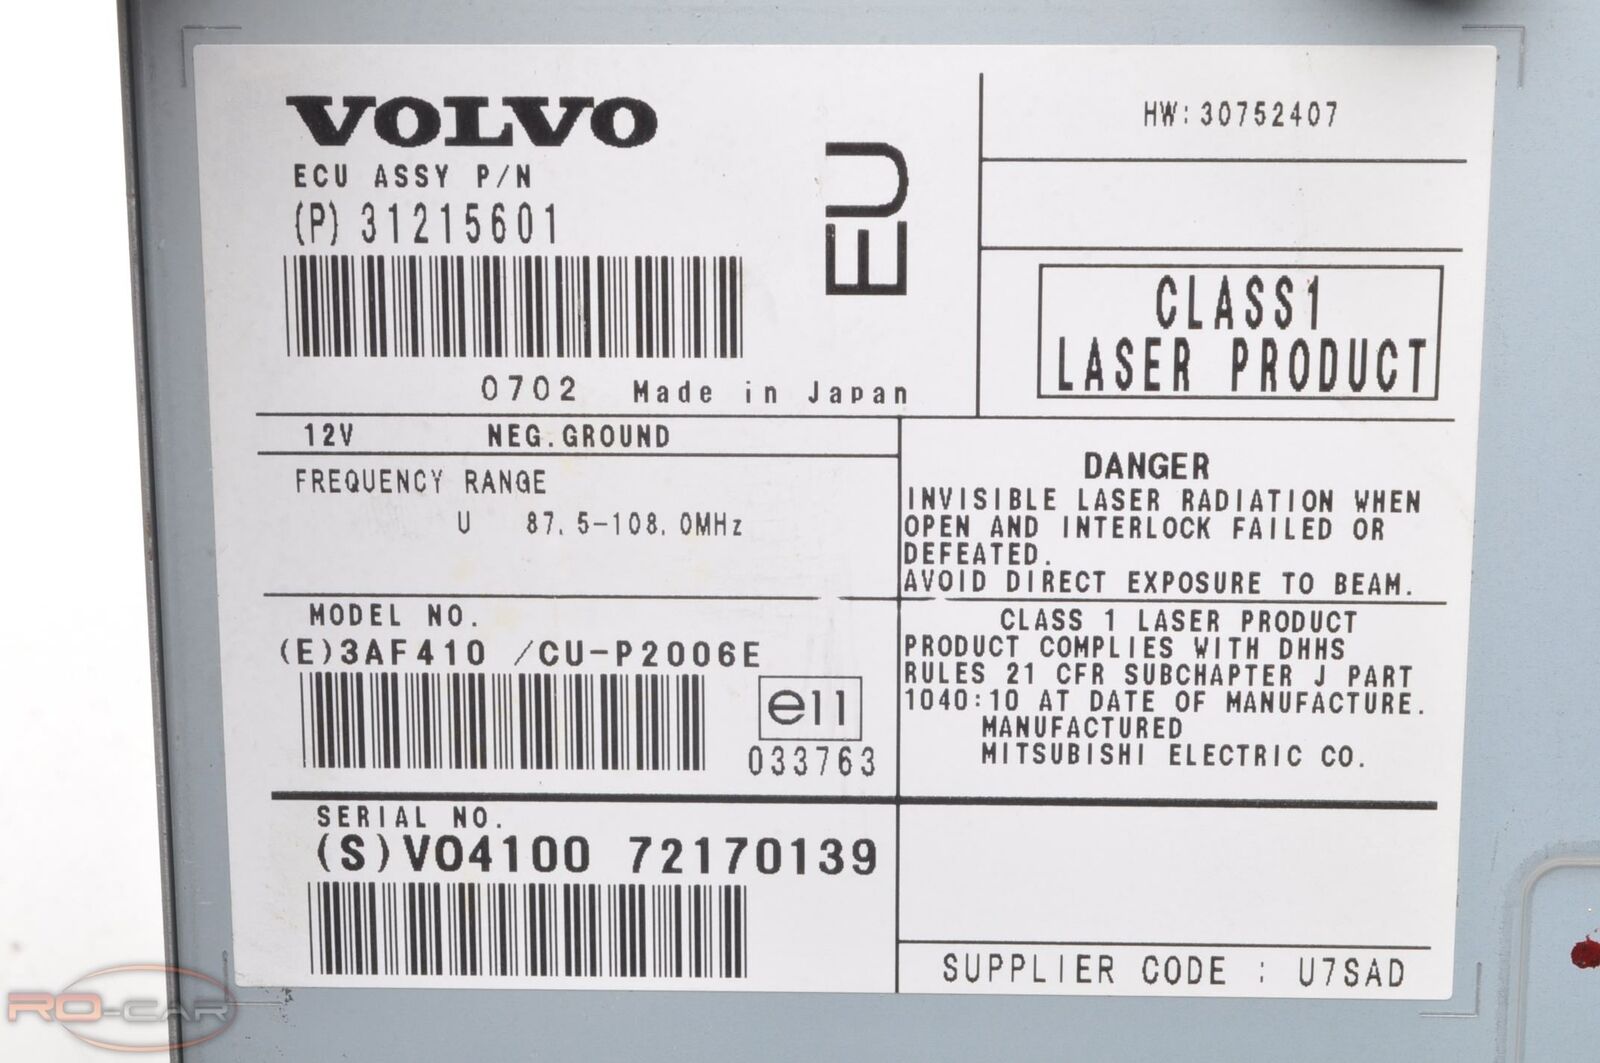 VOLVO
ECU ASSY P/N
(P) 31215601
EU
0702 Made in Japan
HW:30752407
CLASS1
LASER PRODUCT
12V NEG.GROUND
FREQUENCY RANGE
U 87.5-108.0MHz
DANGER
INVISIBLE LASER RADIATION WHEN
OPEN AND INTERLOCK FAILED OR
DEFEATED.
AVOID DIRECT EXPOSURE TO BEAM.
MODEL NO.
(E)3AF410 /CU-P2006E
e11
033763
CLASS 1 LASER PRODUCT
PRODUCT COMPLIES WITH DHHS
RULES 21 CFR SUBCHAPTER J PART
1040:10 AT DATE OF MANUFACTURE.
MANUFACTURED
MITSUBISHI ELECTRIC CO.
SERIAL NO.
(S)VO4100 72170139
SUPPLIER CODE : U7SAD
RO-CAR